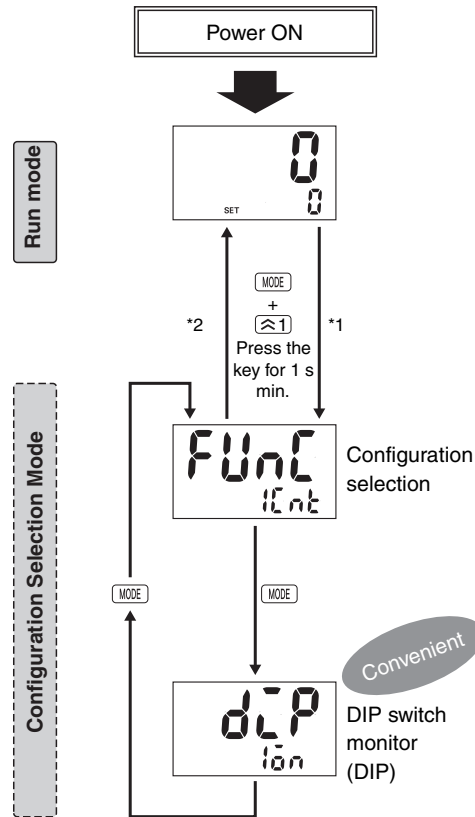 Power ON
Run mode
0
SET 0
MODE
+
1
*2
*1
Press the
key for 1 s
min.
Configuration Selection Mode
FUnC
1Cnt
Configuration
selection
MODE
MODE
Convenient
diP
1on
DIP switch
monitor
(DIP)